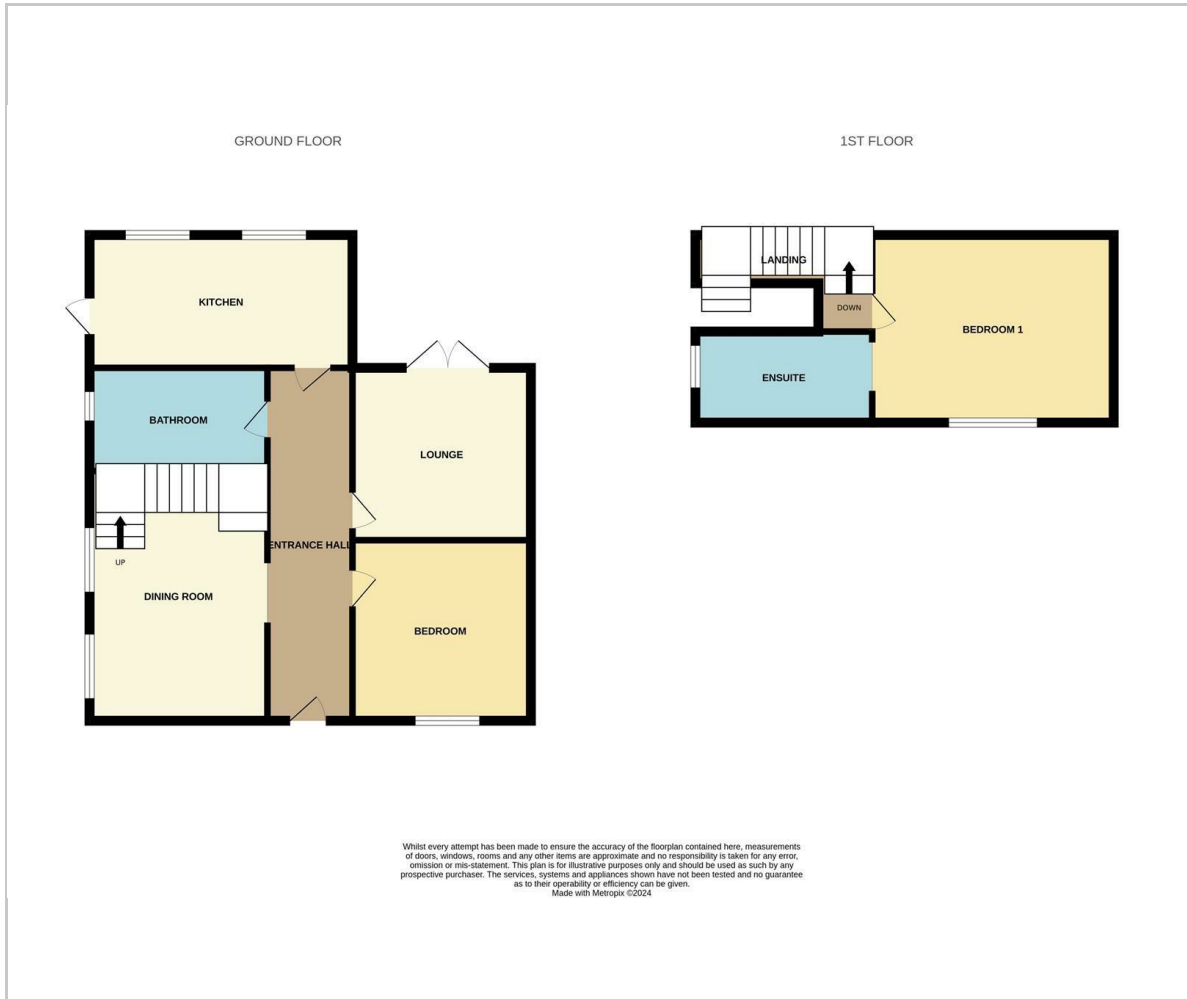 GROUND FLOOR
KITCHEN
BATHROOM
LOUNGE
ENTRANCE HALL
UP
DINING ROOM
BEDROOM
1ST FLOOR
LANDING
DOWN
BEDROOM 1
ENSUITE
Whilst every attempt has been made to ensure the accuracy of the floorplan contained here, measurements
of doors, windows, rooms and any other items are approximate and no responsibility is taken for any error,
omission or mis-statement. This plan is for illustrative purposes only and should be used as such by any
prospective purchaser. The services, systems and appliances shown have not been tested and no guarantee
as to their operability or efficiency can be given.
Made with Metropix ©2024